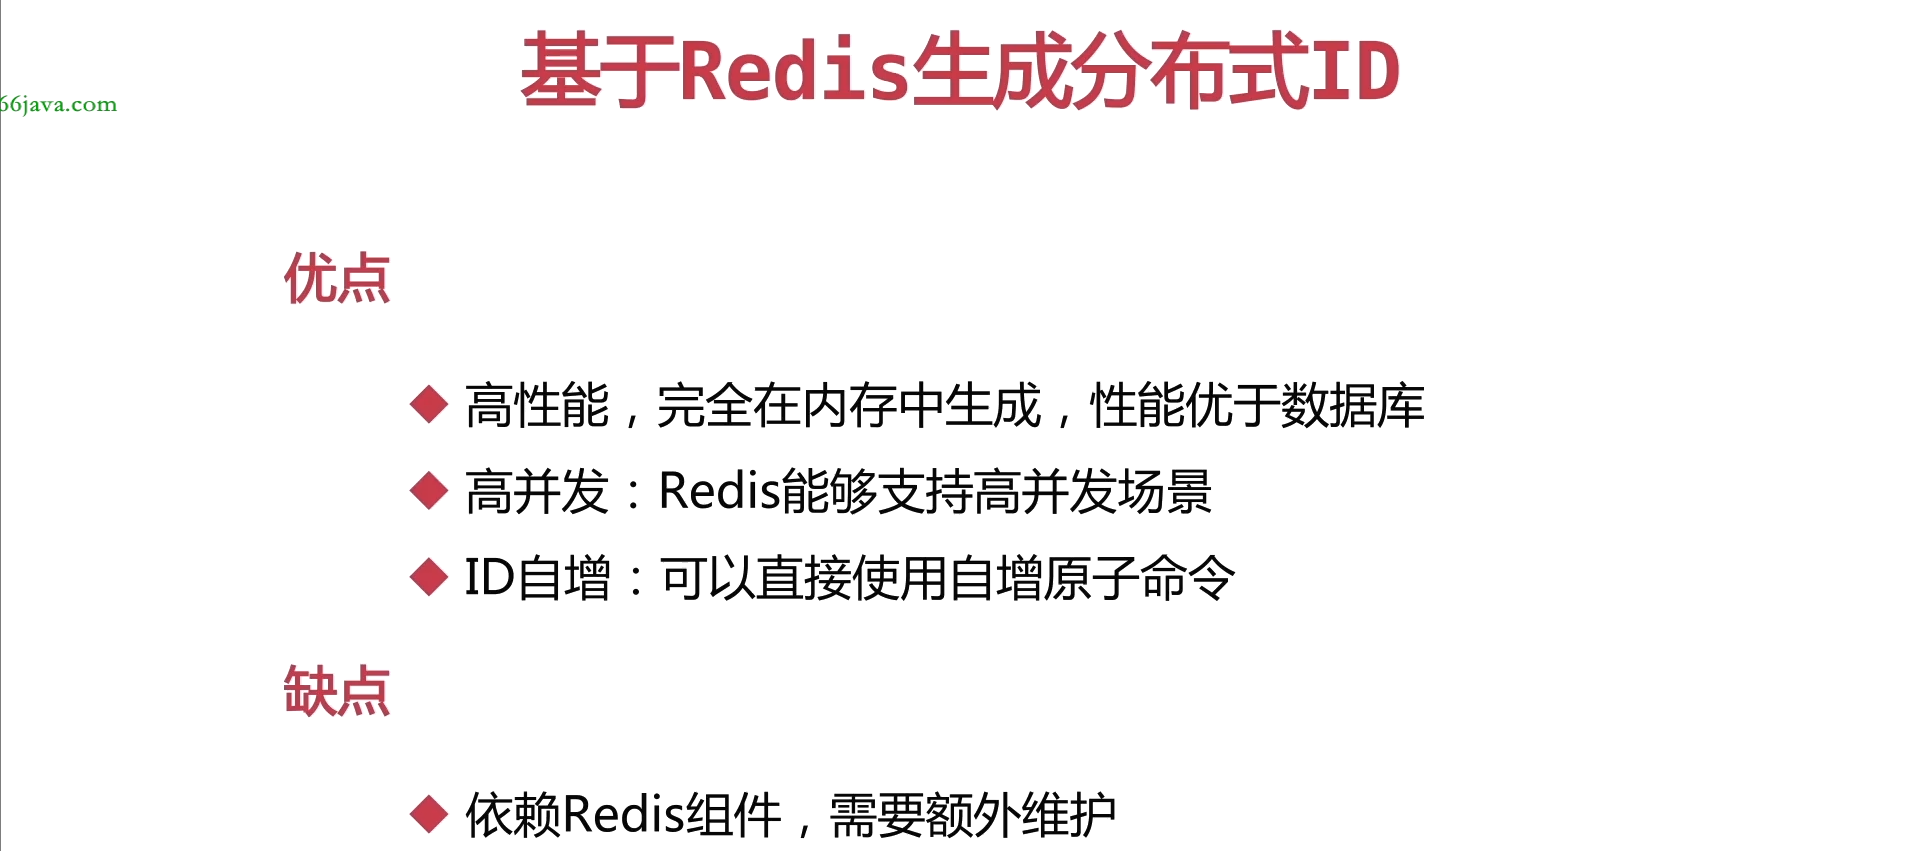 基于Redis生成分布式ID
66java.com
优点
高性能，完全在内存中生成，性能优于数据库
高并发：Redis能够支持高并发场景
ID自增：可以直接使用自增原子命令
缺点
依赖Redis组件，需要额外维护